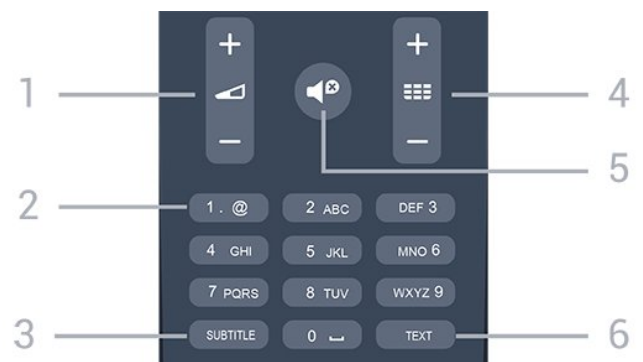 + +
1 4
- -
5
2 1 . @ 2 ABC DEF 3
4 GHI 5 JKL MNO 6
7 PQRS 8 TUV WXYZ 9
3 SUBTITLE 0 ⎵ TEXT 6